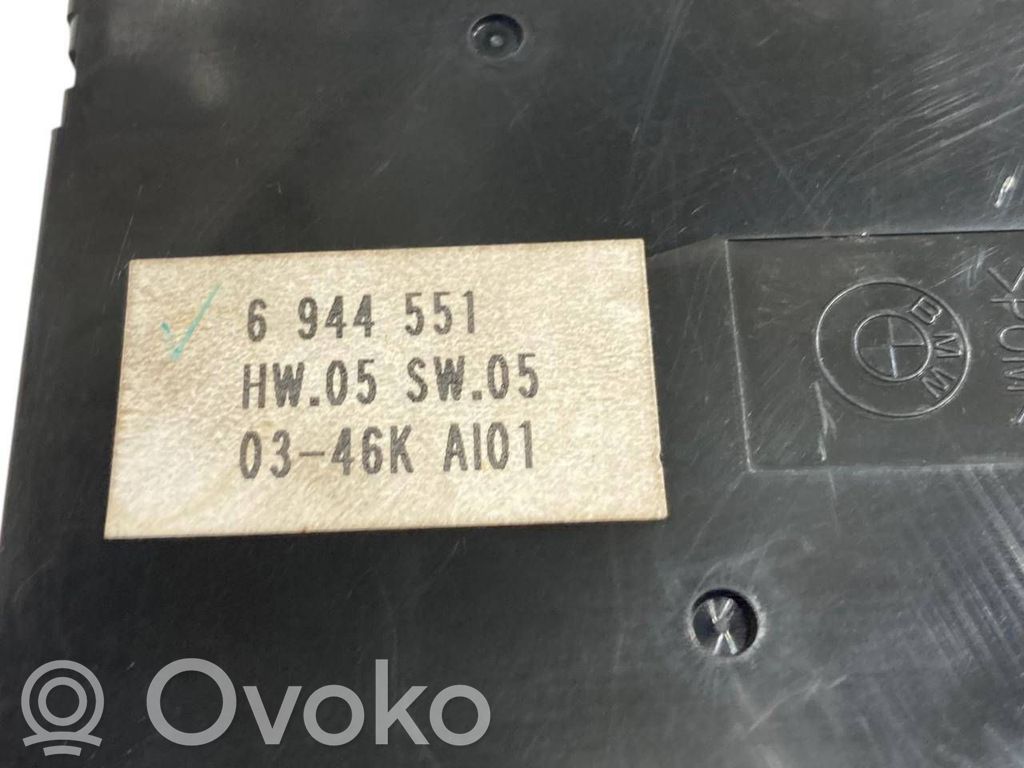 6 944 551
HW.05 SW.05
03-46K AI01
BMW
K
Ovoko